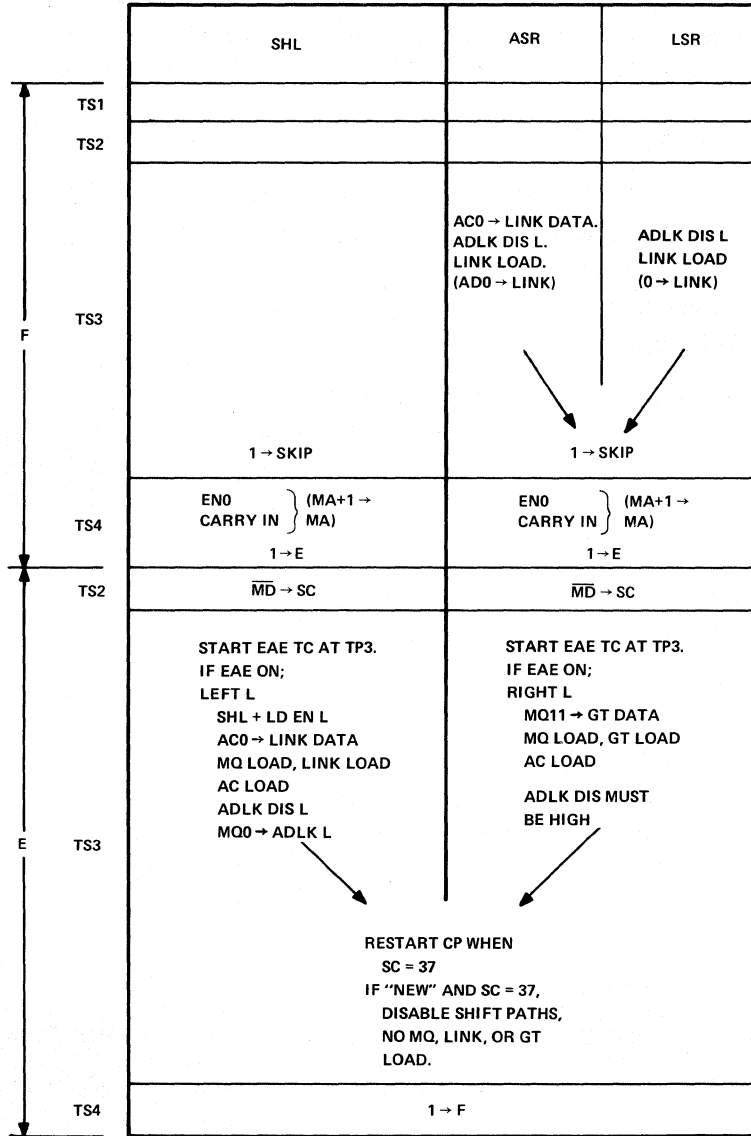 SHL
ASR
LSR
TS1
TS2
AC0 → LINK DATA.
ADLK DIS L.
LINK LOAD.
(AD0 → LINK)
ADLK DIS L
LINK LOAD
(0 → LINK)
TS3
F
1 → SKIP
1 → SKIP
TS4
EN0
CARRY IN } (MA+1 →
MA)
1 → E
EN0
CARRY IN } (MA+1 →
MA)
1 → E
TS2
M̅D̅ → SC
M̅D̅ → SC
START EAE TC AT TP3.
IF EAE ON;
LEFT L
SHL + LD EN L
AC0 → LINK DATA
MQ LOAD, LINK LOAD
AC LOAD
ADLK DIS L
MQ0 → ADLK L
START EAE TC AT TP3.
IF EAE ON;
RIGHT L
MQ11 → GT DATA
MQ LOAD, GT LOAD
AC LOAD
ADLK DIS MUST
BE HIGH
E
TS3
RESTART CP WHEN
SC = 37
IF "NEW" AND SC = 37,
DISABLE SHIFT PATHS,
NO MQ, LINK, OR GT
LOAD.
TS4
1 → F